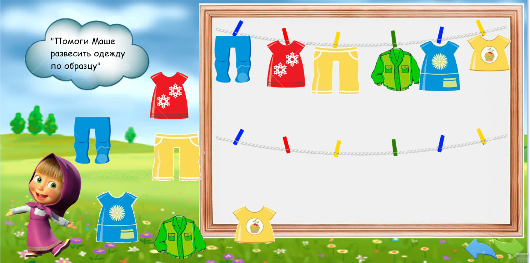 "Помоги Маше
развесить одежду
по образцу"